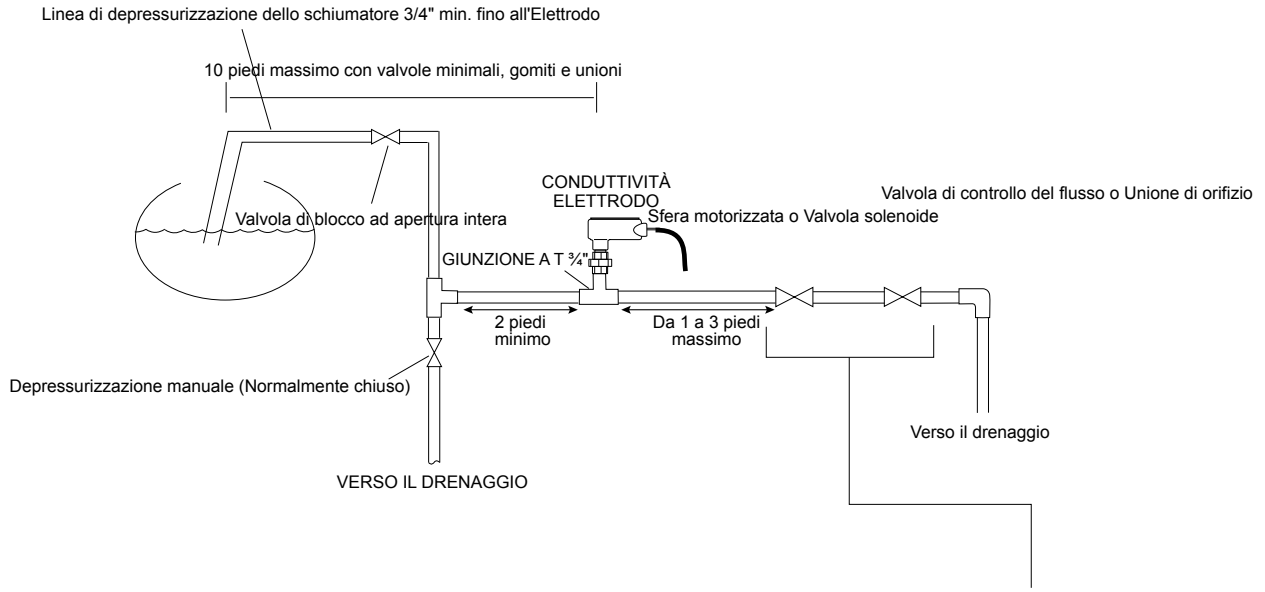 Linea di depressurizzazione dello schiumatore 3/4" min. fino all'Elettrodo
10 piedi massimo con valvole minimali, gomiti e unioni
CONDUTTIVITÀ
ELETTRODO
Valvola di controllo del flusso o Unione di orifizio
Valvola di blocco ad apertura intera
Sfera motorizzata o Valvola solenoide
GIUNZIONE A T ¾"
2 piedi
minimo
Da 1 a 3 piedi
massimo
Depressurizzazione manuale (Normalmente chiuso)
Verso il drenaggio
VERSO IL DRENAGGIO